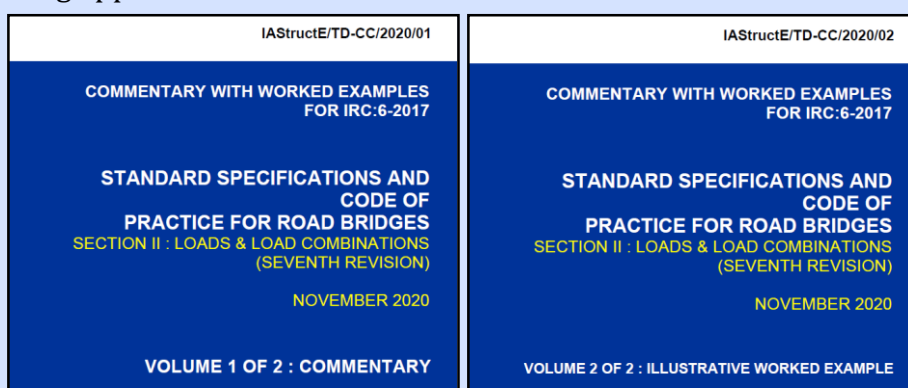 IAStructE/TD-CC/2020/01
COMMENTARY WITH WORKED EXAMPLES
FOR IRC:6-2017
STANDARD SPECIFICATIONS AND
CODE OF
PRACTICE FOR ROAD BRIDGES
SECTION II : LOADS & LOAD COMBINATIONS
(SEVENTH REVISION)
NOVEMBER 2020
VOLUME 1 OF 2 : COMMENTARY
IAStructE/TD-CC/2020/02
COMMENTARY WITH WORKED EXAMPLES
FOR IRC:6-2017
STANDARD SPECIFICATIONS AND
CODE OF
PRACTICE FOR ROAD BRIDGES
SECTION II : LOADS & LOAD COMBINATIONS
(SEVENTH REVISION)
NOVEMBER 2020
VOLUME 2 OF 2 : ILLUSTRATIVE WORKED EXAMPLE